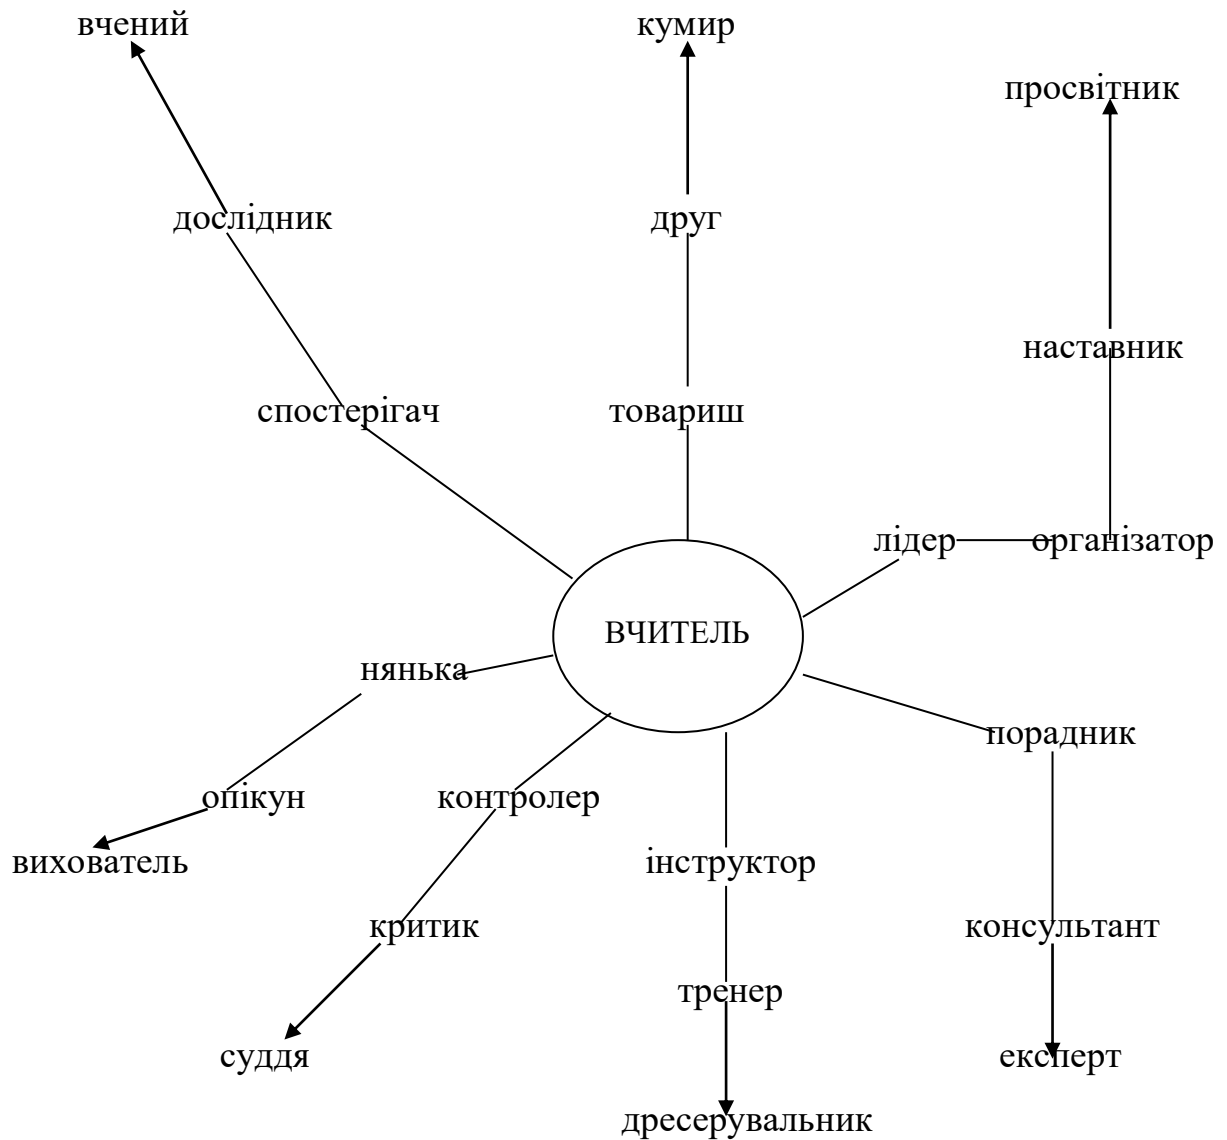 вчений
кумир
просвітник
дослідник
друг
наставник
спостерігач
товариш
лідер
організатор
ВЧИТЕЛЬ
нянька
порадник
опікун
контролер
вихователь
інструктор
критик
консультант
тренер
суддя
експерт
дресерувальник